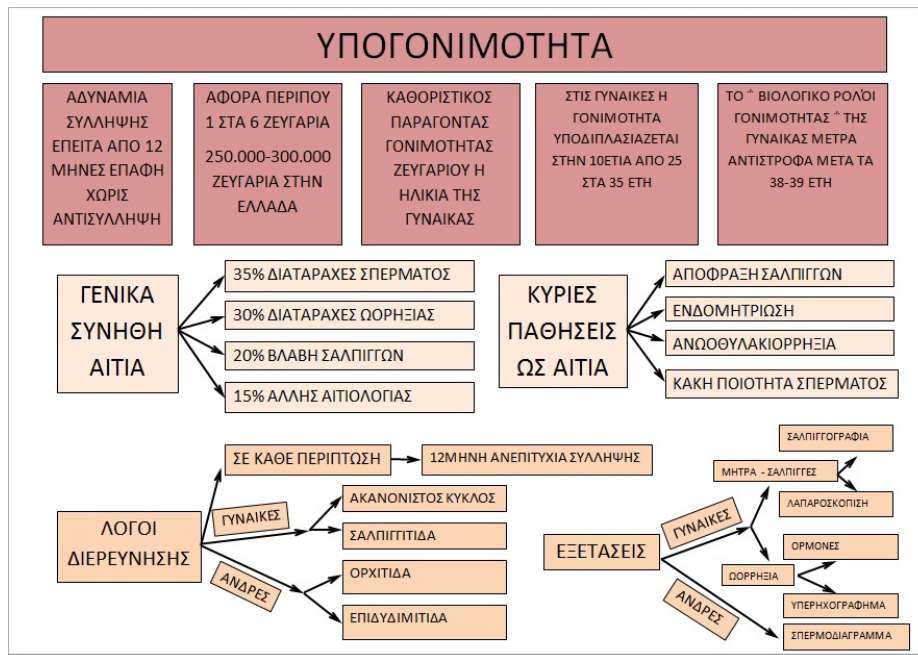 ΥΠΟΓΟΝΙΜΟΤΗΤΑ
ΑΔΥΝΑΜΙΑ
ΣΥΛΛΗΨΗΣ
ΕΠΕΙΤΑ ΑΠΟ 12
ΜΗΝΕΣ ΕΠΑΦΗ
ΧΩΡΙΣ
ΑΝΤΙΣΥΛΛΗΨΗ
ΑΦΟΡΑ ΠΕΡΙΠΟΥ
1 ΣΤΑ 6 ΖΕΥΓΑΡΙΑ
250.000-300.000
ΖΕΥΓΑΡΙΑ ΣΤΗΝ
ΕΛΛΑΔΑ
ΚΑΘΟΡΙΣΤΙΚΟΣ
ΠΑΡΑΓΟΝΤΑΣ
ΓΟΝΙΜΟΤΗΤΑΣ
ΖΕΥΓΑΡΙΟΥ Η
ΗΛΙΚΙΑ ΤΗΣ
ΓΥΝΑΙΚΑΣ
ΣΤΙΣ ΓΥΝΑΙΚΕΣ Η
ΓΟΝΙΜΟΤΗΤΑ
ΥΠΟΔΙΠΛΑΣΙΑΖΕΤΑΙ
ΣΤΗΝ 10ΕΤΙΑ ΑΠΟ 25
ΣΤΑ 35 ΕΤΗ
ΤΟ ¨ ΒΙΟΛΟΓΙΚΟ ΡΟΛΌΙ
ΓΟΝΙΜΟΤΗΤΑΣ ¨ ΤΗΣ
ΓΥΝΑΙΚΑΣ ΜΕΤΡΑ
ΑΝΤΙΣΤΡΟΦΑ ΜΕΤΑ ΤΑ
38-39 ΕΤΗ
ΓΕΝΙΚΑ
ΣΥΝΗΘΗ
ΑΙΤΙΑ
35% ΔΙΑΤΑΡΑΧΕΣ ΣΠΕΡΜΑΤΟΣ
30% ΔΙΑΤΑΡΑΧΕΣ ΩΟΡΗΞΙΑΣ
20% ΒΛΑΒΗ ΣΑΛΠΙΓΓΩΝ
15% ΑΛΛΗΣ ΑΙΤΙΟΛΟΓΙΑΣ
ΚΥΡΙΕΣ
ΠΑΘΗΣΕΙΣ
ΩΣ ΑΙΤΙΑ
ΑΠΟΦΡΑΞΗ ΣΑΛΠΙΓΓΩΝ
ΕΝΔΟΜΗΤΡΙΩΣΗ
ΑΝΩΟΘΥΛΑΚΙΟΡΡΗΞΙΑ
ΚΑΚΗ ΠΟΙΟΤΗΤΑ ΣΠΕΡΜΑΤΟΣ
ΛΟΓΟΙ
ΔΙΕΡΕΥΝΗΣΗΣ
ΣΕ ΚΑΘΕ ΠΕΡΙΠΤΩΣΗ
12ΜΗΝΗ ΑΝΕΠΙΤΥΧΙΑ ΣΥΛΛΗΨΗΣ
ΓΥΝΑΙΚΕΣ
ΑΚΑΝΟΝΙΣΤΟΣ ΚΥΚΛΟΣ
ΣΑΛΠΙΓΓΙΤΙΔΑ
ΑΝΔΡΕΣ
ΟΡΧΙΤΙΔΑ
ΕΠΙΔΥΔΙΜΙΤΙΔΑ
ΕΞΕΤΑΣΕΙΣ
ΓΥΝΑΙΚΕΣ
ΜΗΤΡΑ - ΣΑΛΠΙΓΓΕΣ
ΣΑΛΠΙΓΓΟΓΡΑΦΙΑ
ΛΑΠΑΡΟΣΚΟΠΙΣΗ
ΩΟΡΡΗΞΙΑ
ΟΡΜΟΝΕΣ
ΥΠΕΡΗΧΟΓΡΑΦΗΜΑ
ΑΝΔΡΕΣ
ΣΠΕΡΜΟΔΙΑΓΡΑΜΜΑ